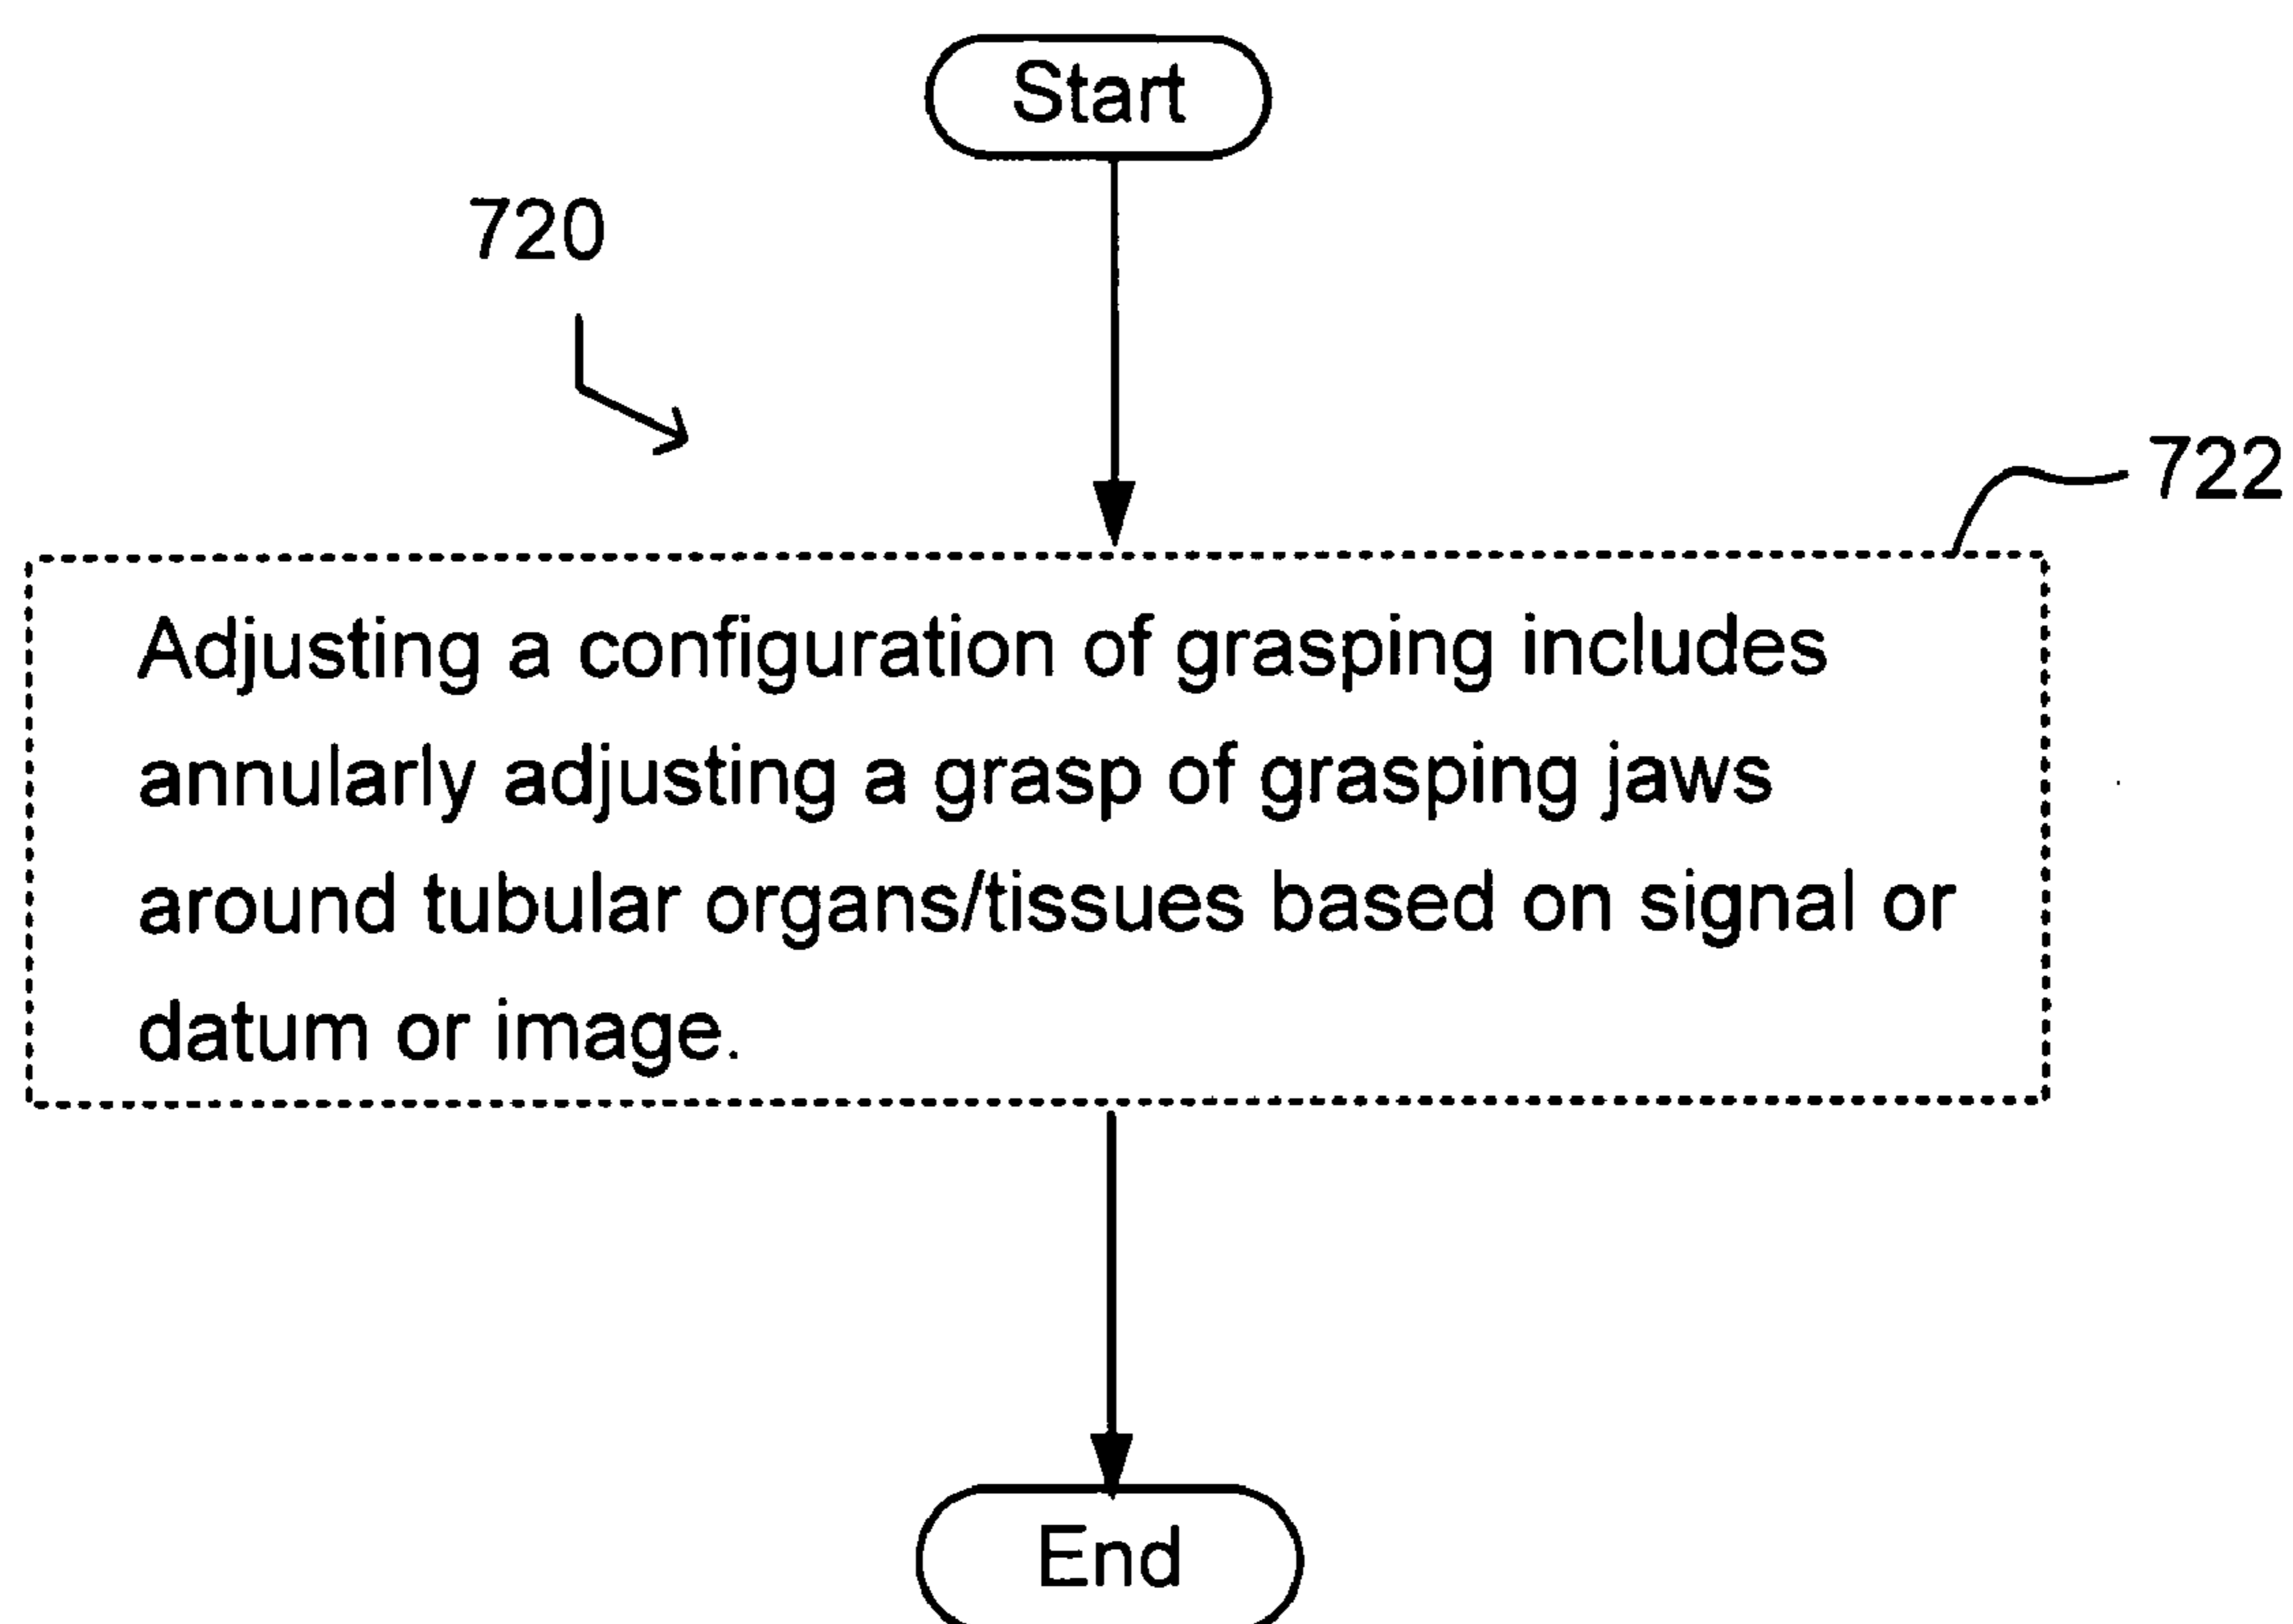 Start
720
722
Adjusting a configuration of grasping includes
annularly adjusting a grasp of grasping jaws
around tubular organs/tissues based on signal or
datum or image.
End